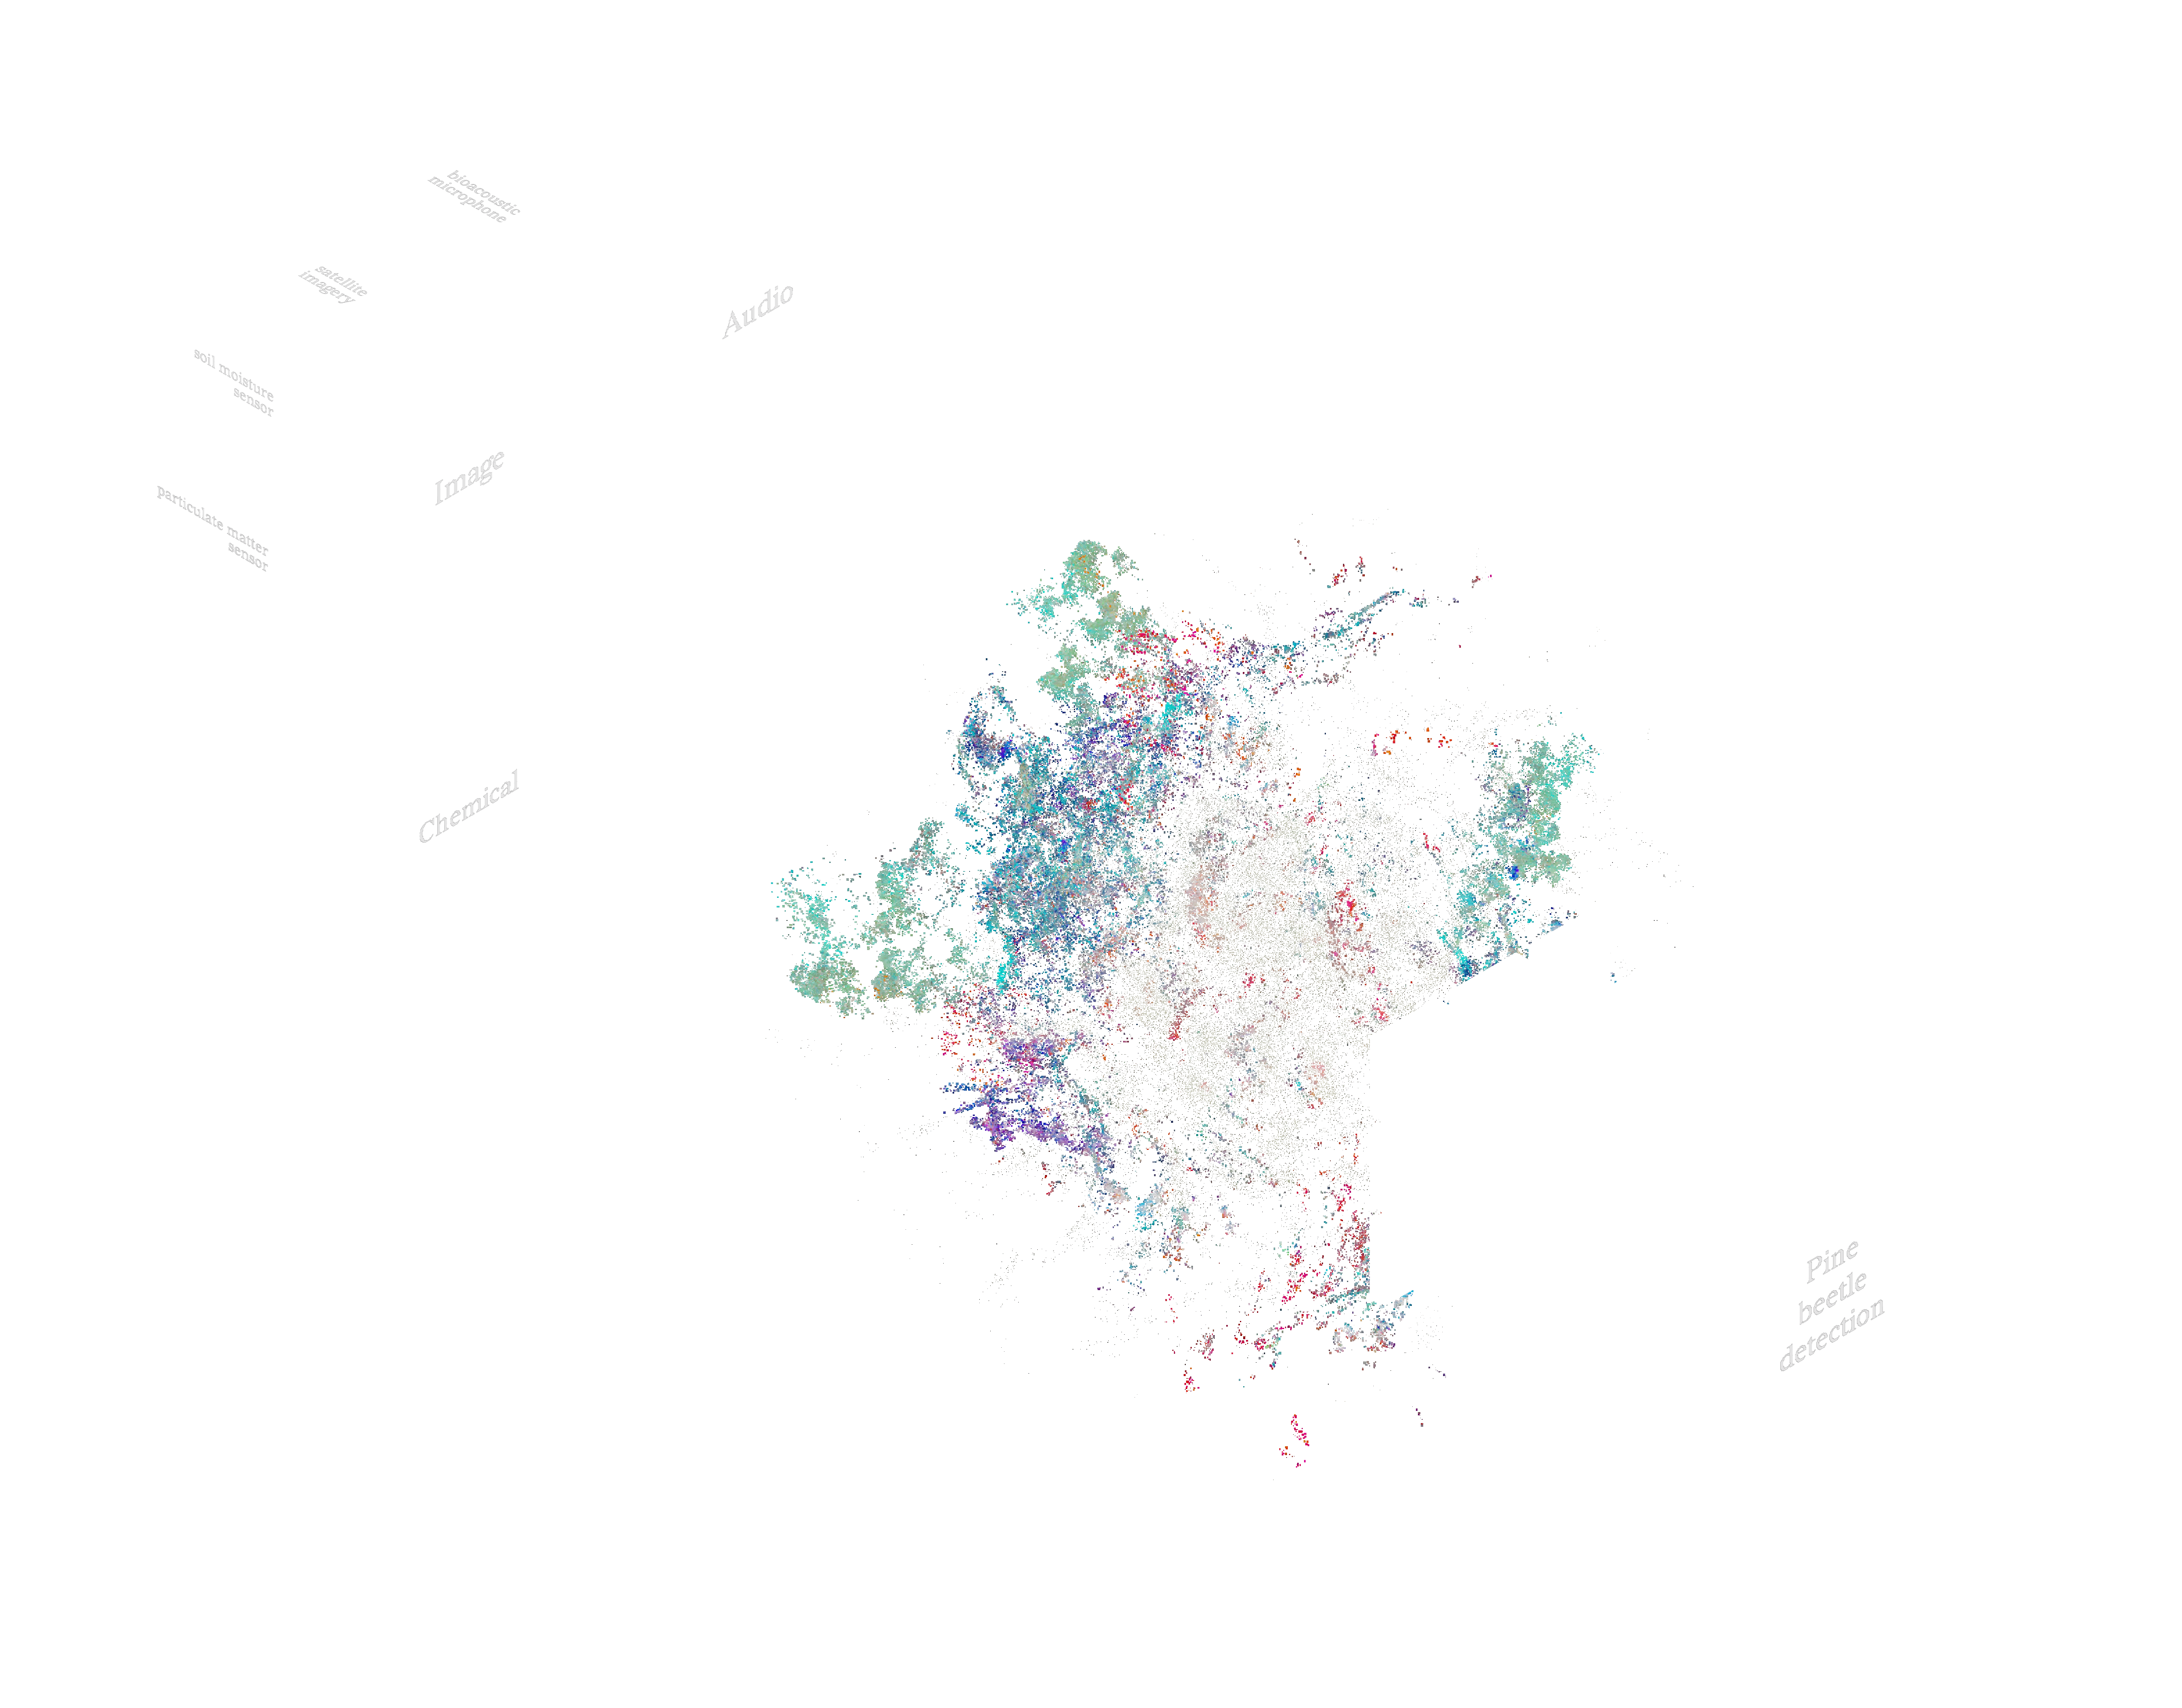 bioacoustic
microphone
satellite
imagery
Audio
soil moisture
sensor
Image
particulate matter
sensor
Chemical
Pine
beetle
detection